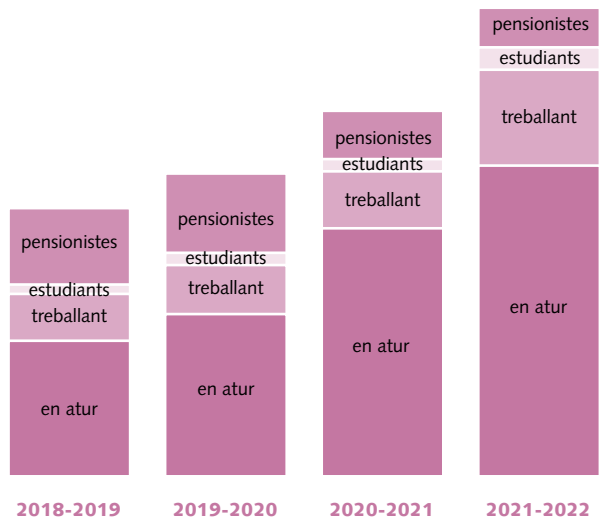 pensionistes
estudiants
treballant
en atur
pensionistes
estudiants
treballant
en atur
pensionistes
estudiants
treballant
en atur
pensionistes
estudiants
treballant
en atur
2018-2019
2019-2020
2020-2021
2021-2022